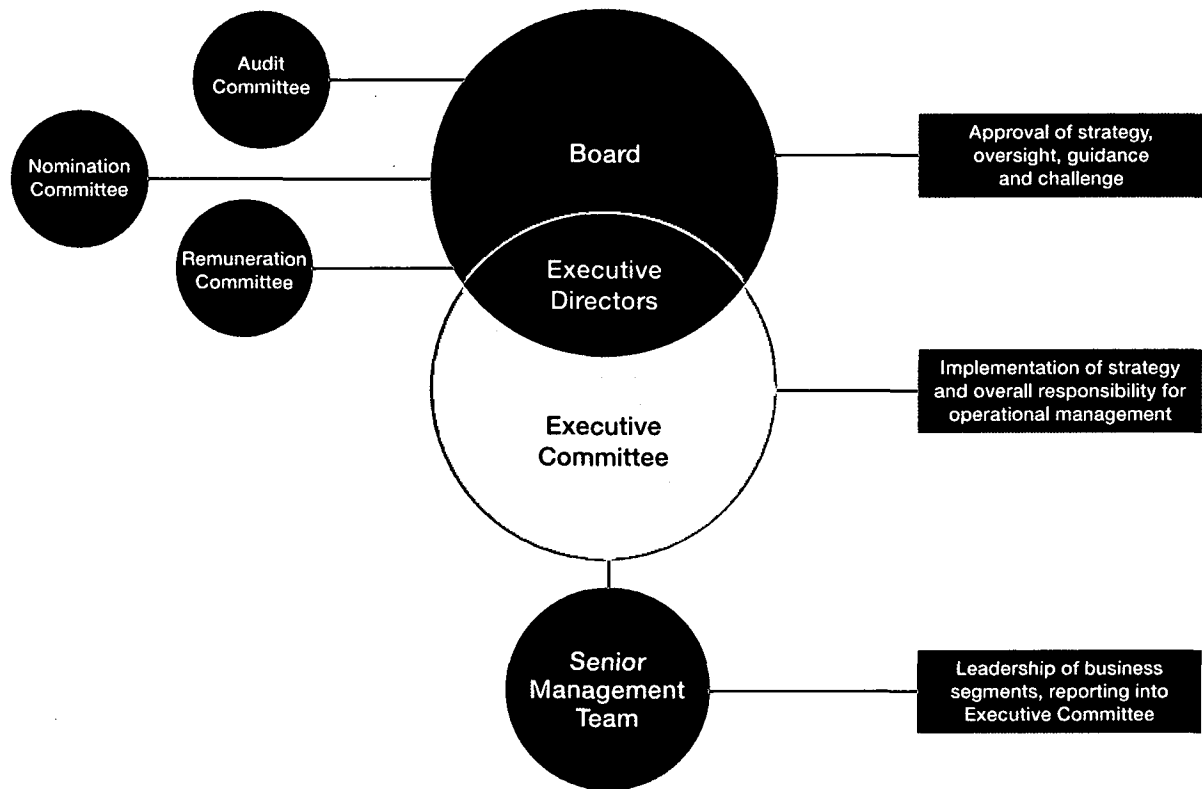 Audit
Committee
Nomination
Committee
Remuneration
Committee
Board
Executive
Directors
Executive
Committee
Senior
Management
Team
Approval of strategy,
oversight, guidance
and challenge
Implementation of strategy
and overall responsibility for
operational management
Leadership of business
segments, reporting into
Executive Committee